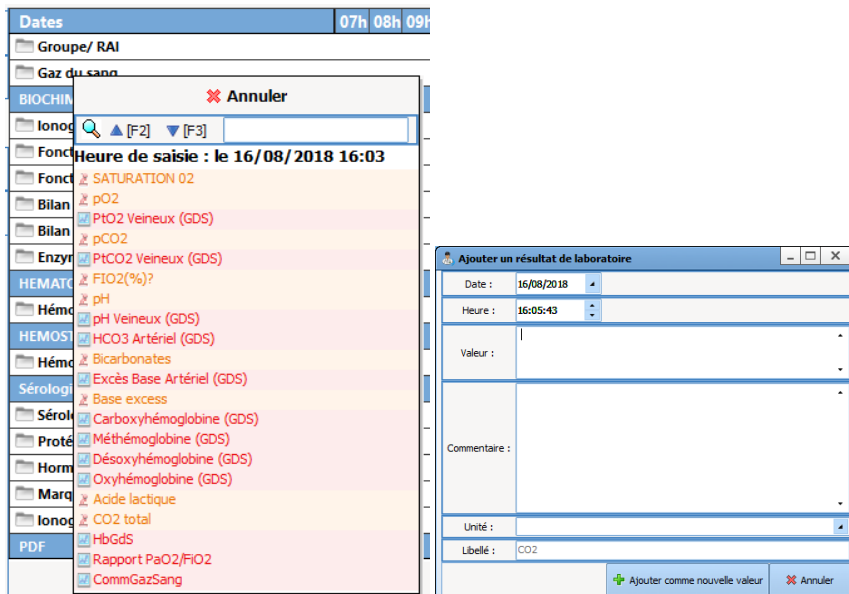 Dates 07h 08h 09h
Groupe/ RAI
Gaz du sang
BIOCHIM
Ionog
Fonct
Fonct
Bilan
Bilan
Enzyn
HEMATO
Hémo
HEMOST
Hémo
Sérologi
Sérolo
Proté
Horm
Marq
Ionog
PDF
Annuler
[F2] [F3]
Heure de saisie : le 16/08/2018 16:03
SATURATION 02
pO2
PtO2 Veineux (GDS)
pCO2
PtCO2 Veineux (GDS)
FIO2(%)?
pH
pH Veineux (GDS)
HCO3 Artériel (GDS)
Bicarbonates
Excès Base Artériel (GDS)
Base excess
Carboxyhémoglobine (GDS)
Méthémoglobine (GDS)
Désoxyhémoglobine (GDS)
Oxyhémoglobine (GDS)
Acide lactique
CO2 total
HbGdS
Rapport PaO2/FiO2
CommGazSang
Ajouter un résultat de laboratoire
Date : 16/08/2018
Heure : 16:05:43
Valeur :
Commentaire :
Unité :
Libellé : CO2
Ajouter comme nouvelle valeur Annuler